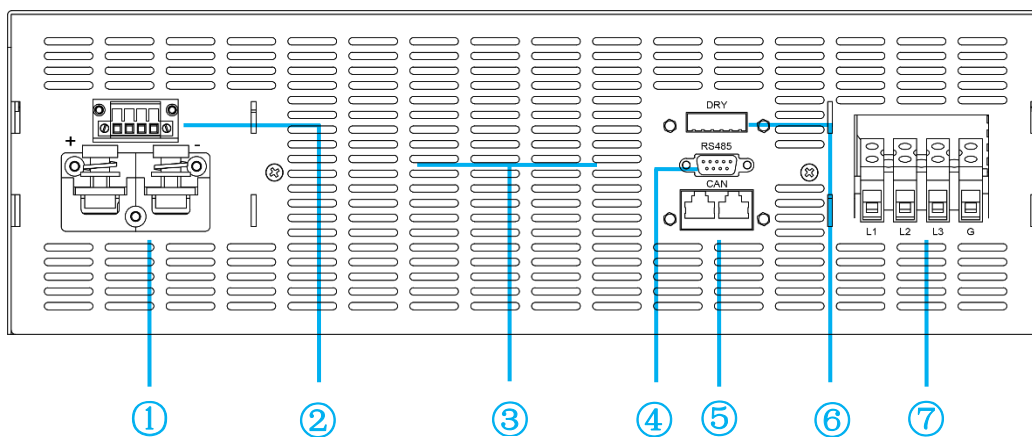 DRY
+ -
RS485
CAN
L1 L2 L3 G
① ② ③ ④ ⑤ ⑥ ⑦